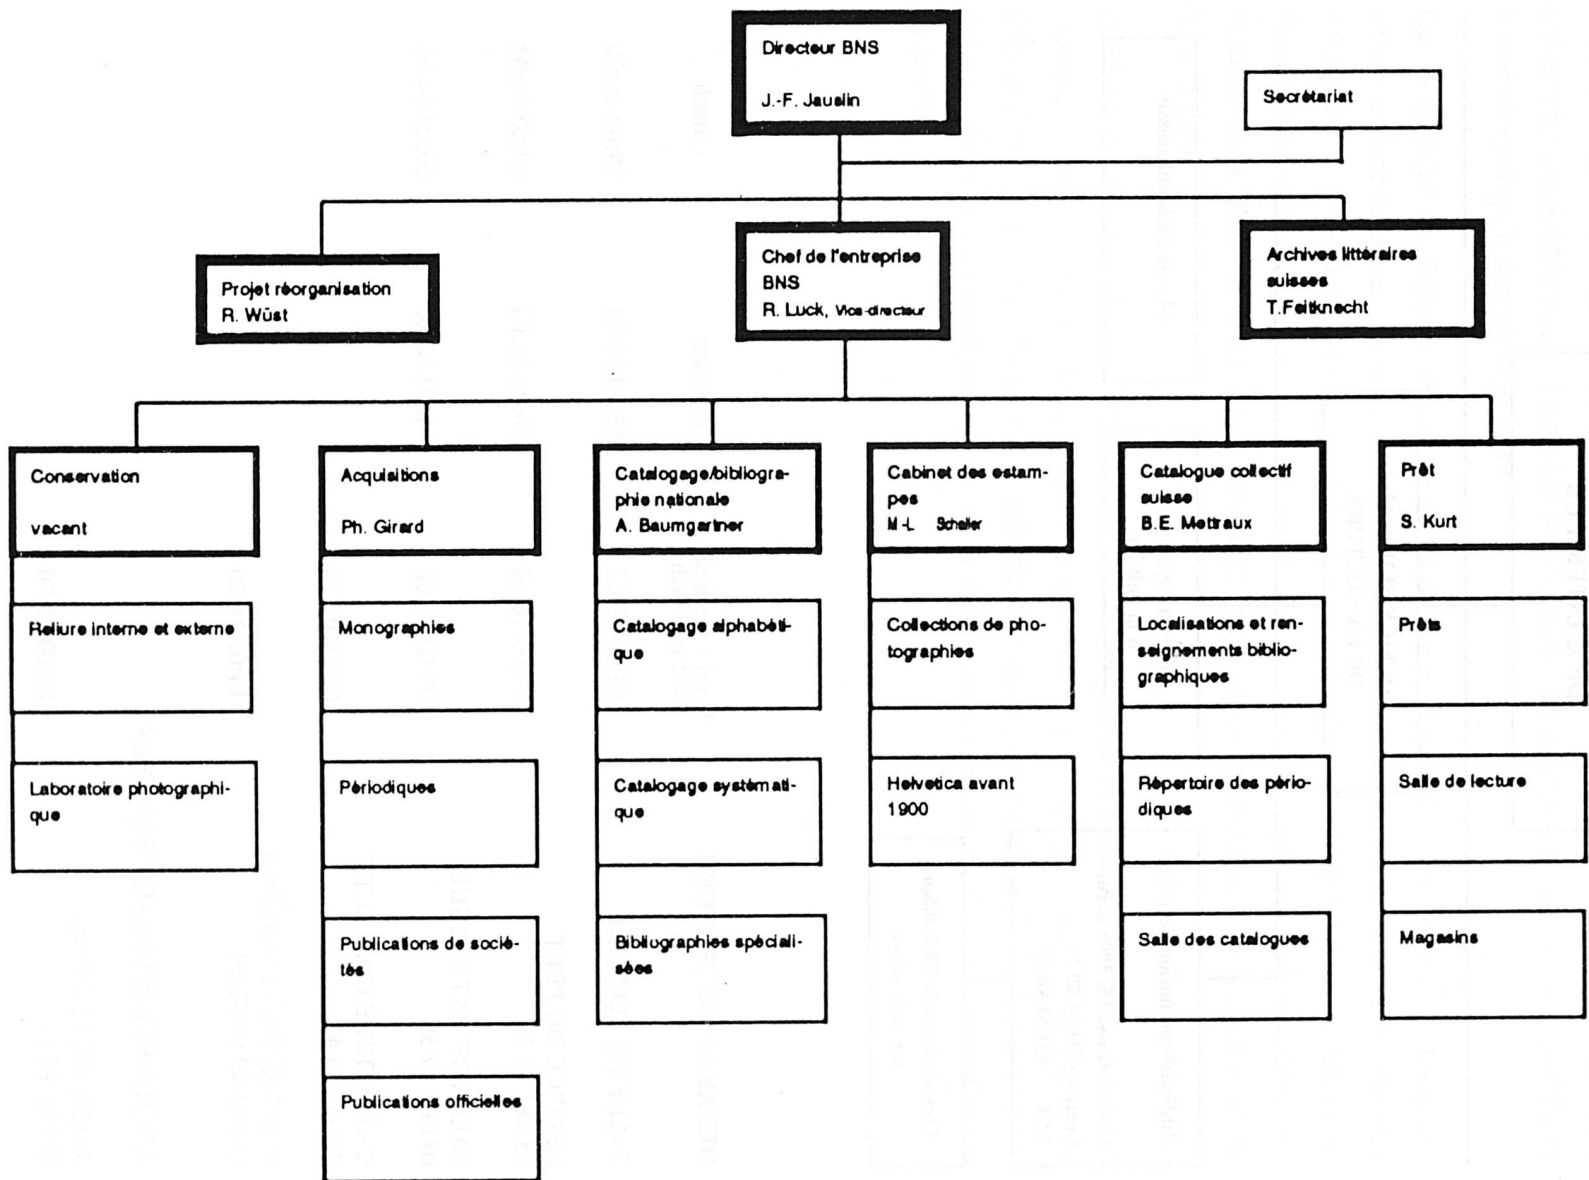 Directeur BNS
J.-F. Jauslin
Secrétariat
Projet réorganisation
R. Wüst
Chef de l'entreprise
BNS
R. Luck, Vice-directeur
Archives littéraires
suisses
T.Feitknecht
Conservation
vacant
Acquisitions
Ph. Girard
Catalogage/bibliogra-
phie nationale
A. Baumgartner
Cabinet des estam-
pes
M-L Schaller
Catalogue collectif
suisse
B.E. Mettraux
Prêt
S. Kurt
Reliure interne et externe
Monographies
Catalogage alphabéti-
que
Collections de pho-
tographies
Localisations et ren-
seignements biblio-
graphiques
Prêts
Laboratoire photographi-
que
Périodiques
Catalogage systémati-
que
Helvetica avant
1900
Répertoire des pério-
diques
Salle de lecture
Publications de socié-
tés
Bibliographies spéciali-
sées
Salle des catalogues
Magasins
Publications officielles